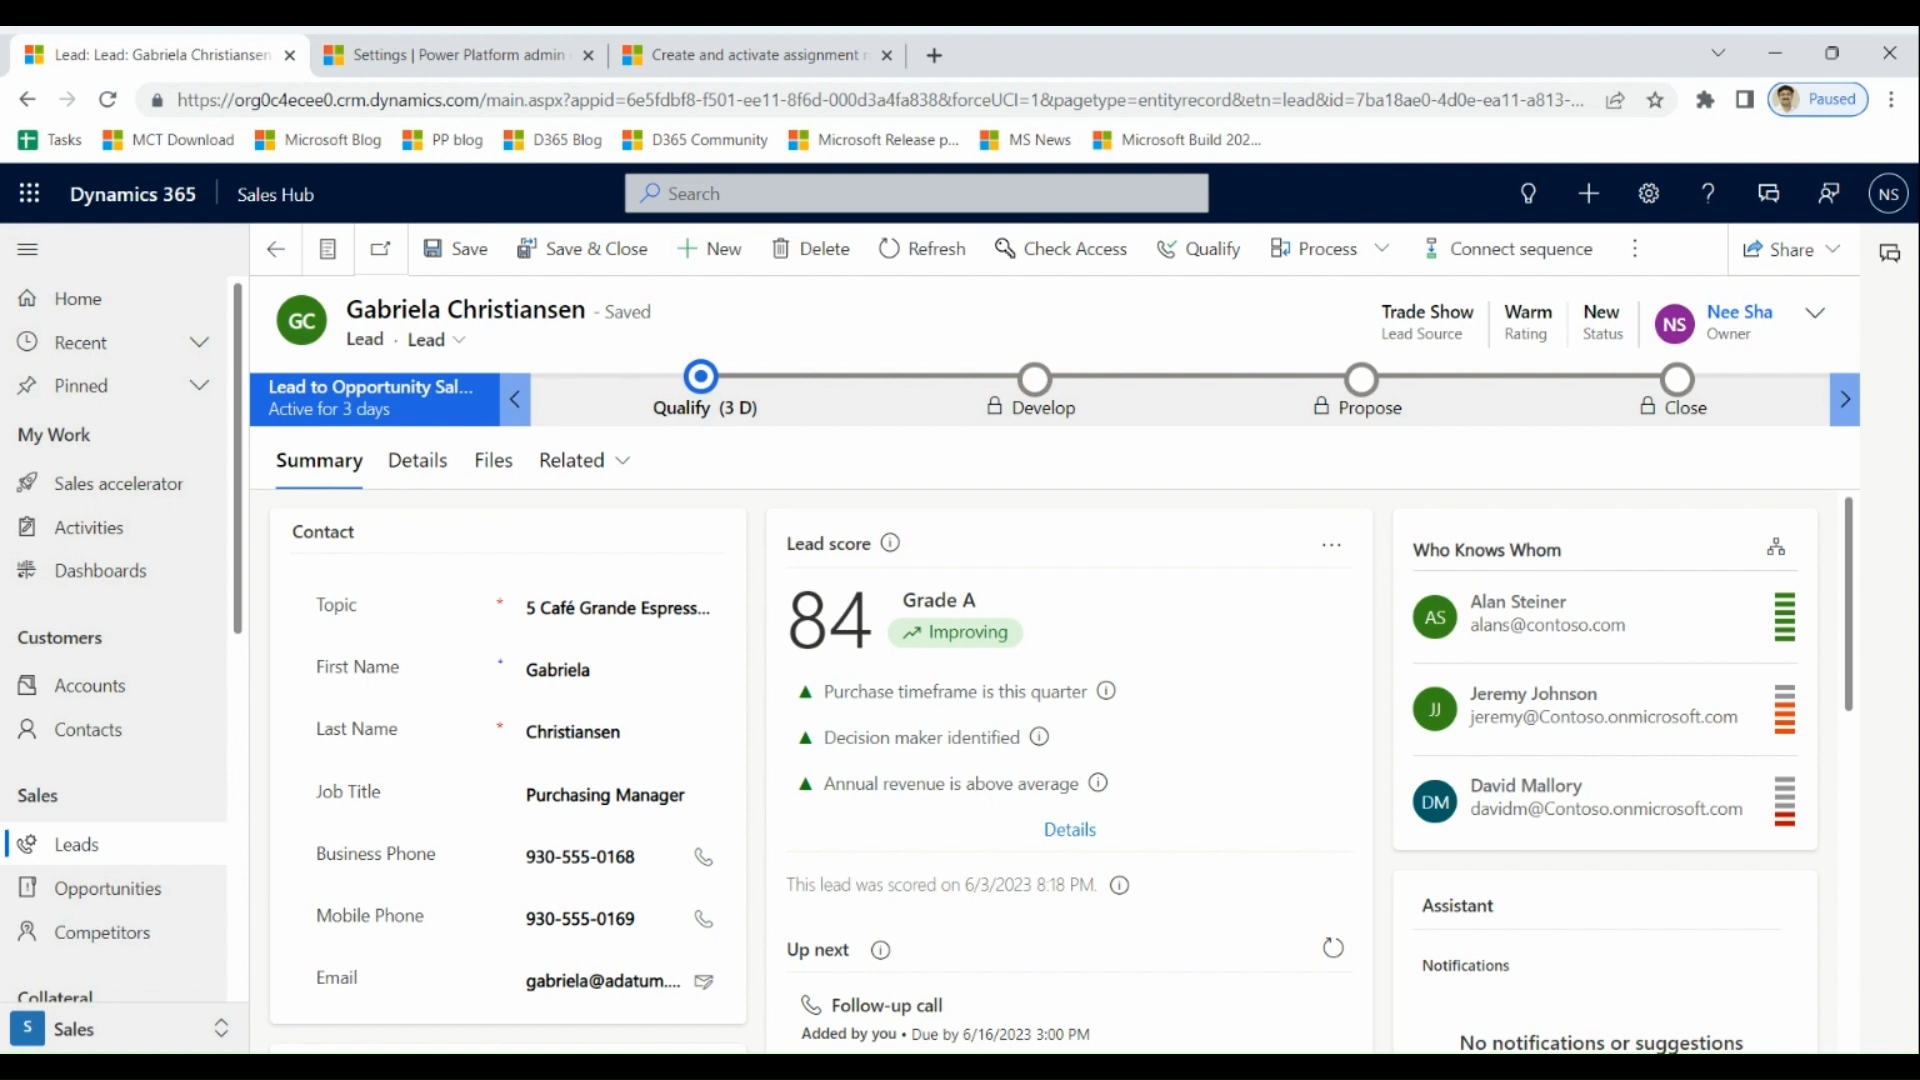 Lead: Lead: Gabriela Christiansen
Settings | Power Platform admin
Create and activate assignment r
https://org0c4ecee0.crm.dynamics.com/main.aspx?appid=6e5fdbf8-f501-ee11-8f6d-000d3a4fa838&forceUCI=1&pagetype=entityrecord&etn=lead&id=7ba18ae0-4d0e-ea11-a813-...
Paused
Tasks
MCT Download
Microsoft Blog
PP blog
D365 Blog
D365 Community
Microsoft Release p...
MS News
Microsoft Build 202...
Dynamics 365
Sales Hub
Search
NS
Save
Save & Close
New
Delete
Refresh
Check Access
Qualify
Process
Connect sequence
Share
Home
Recent
Pinned
My Work
Sales accelerator
Activities
Dashboards
Customers
Accounts
Contacts
Sales
Leads
Opportunities
Competitors
Collateral
S
Sales
GC
Gabriela Christiansen - Saved
Lead · Lead
Trade Show
Lead Source
Warm
Rating
New
Status
NS
Nee Sha
Owner
Lead to Opportunity Sal...
Active for 3 days
Qualify (3 D)
Develop
Propose
Close
Summary
Details
Files
Related
Contact
Topic * 5 Café Grande Espress...
First Name * Gabriela
Last Name * Christiansen
Job Title Purchasing Manager
Business Phone 930-555-0168
Mobile Phone 930-555-0169
Email gabriela@adatum....
Lead score
84
Grade A
Improving
Purchase timeframe is this quarter
Decision maker identified
Annual revenue is above average
Details
This lead was scored on 6/3/2023 8:18 PM.
Up next
Follow-up call
Added by you • Due by 6/16/2023 3:00 PM
Who Knows Whom
AS
Alan Steiner
alans@contoso.com
JJ
Jeremy Johnson
jeremy@Contoso.onmicrosoft.com
DM
David Mallory
davidm@Contoso.onmicrosoft.com
Assistant
Notifications
No notifications or suggestions